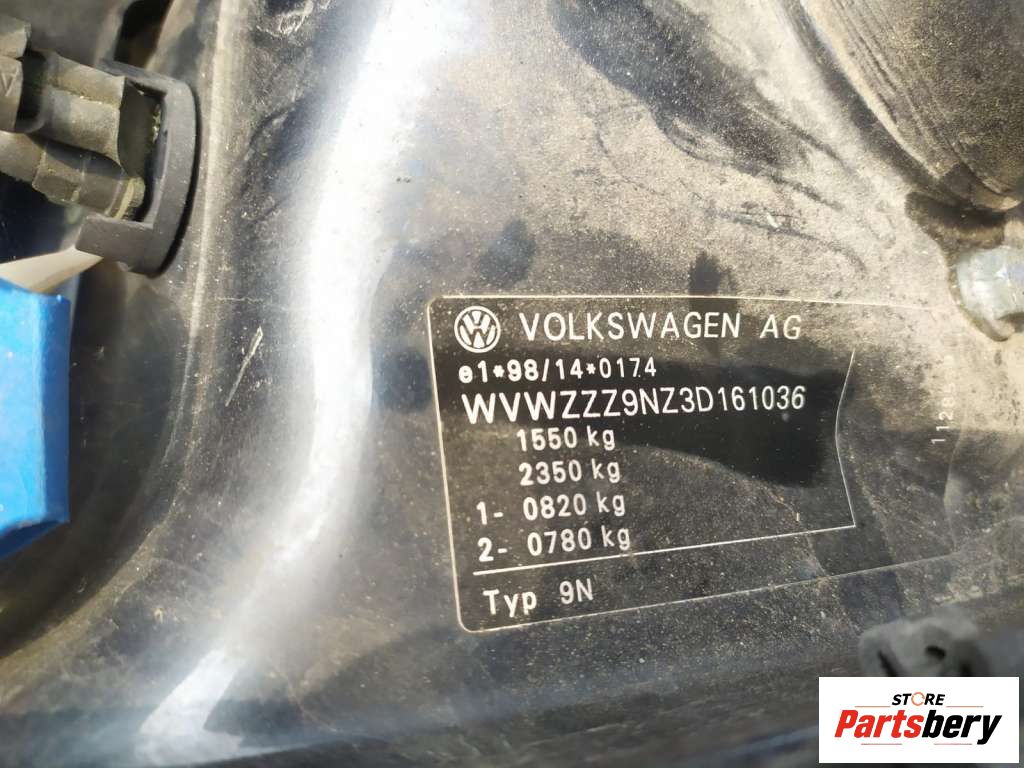 VOLKSWAGEN AG
e1*98/14*0174
WVWZZZ9NZ3D161036
1550 kg
2350 kg
1- 0820 kg
2- 0780 kg
Typ 9N
STORE
Partsbery